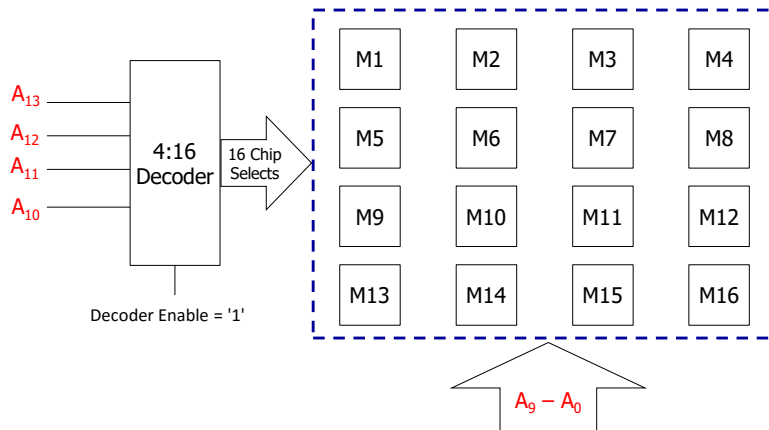 M1 M2 M3 M4
A13
A12
A11
A10
4:16
Decoder
16 Chip
Selects
M5 M6 M7 M8
M9 M10 M11 M12
M13 M14 M15 M16
Decoder Enable = '1'
A9 – A0